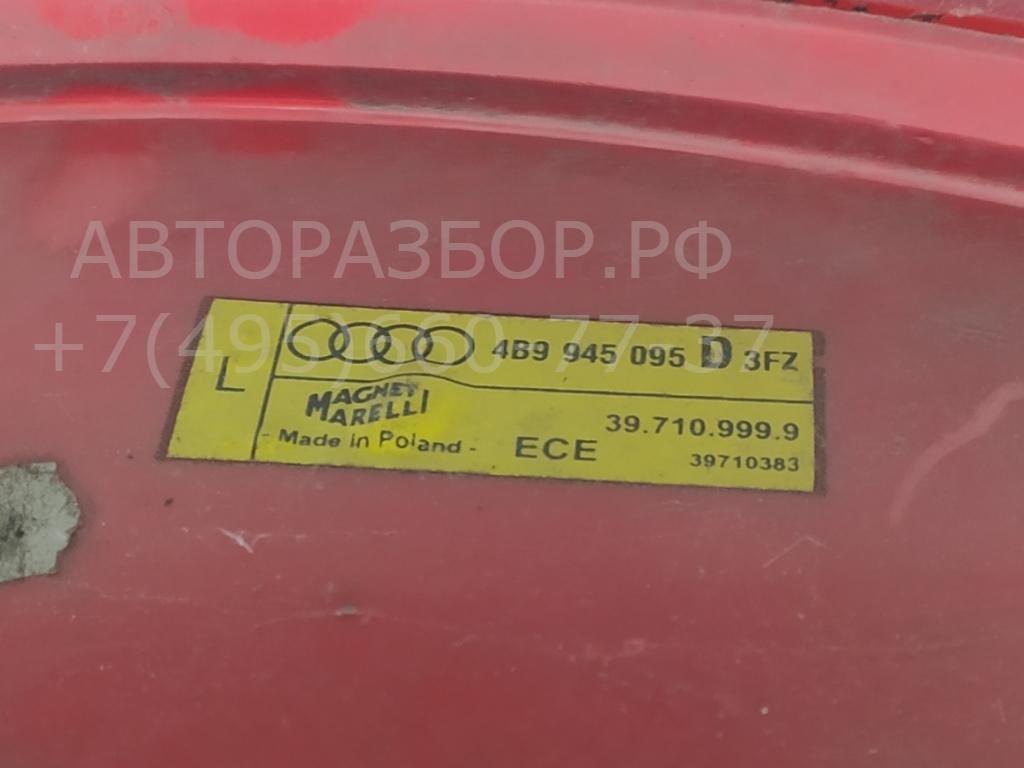 АВТОРАЗБОР.РФ
+7(495)660-77-37
L
4B9 945 095 D 3FZ
MAGNETI
MARELLI
- Made in Poland -
ECE
39.710.999.9
39710383